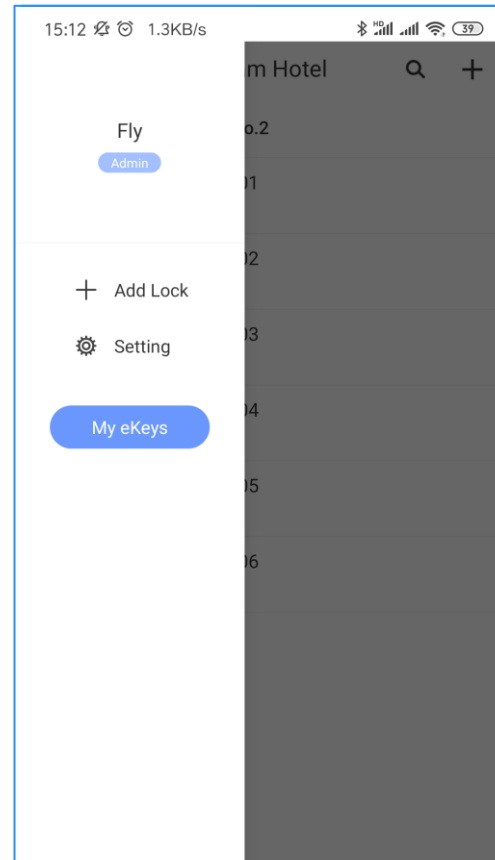 15:12 1.3KB/s HD 39
m Hotel
o.2
Fly
Admin
01
Add Lock
02
Setting
03
My eKeys
04
05
06